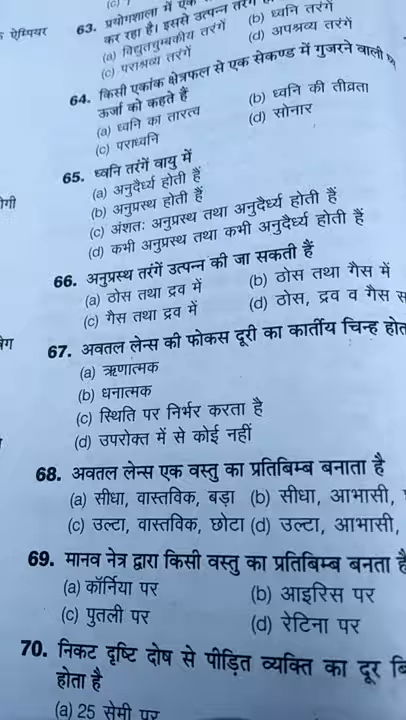 63. प्रयोगशाला में एक
कर रहा है। इससे उत्पन्न
(a) विद्युतचुम्बकीय तरंगें (b) ध्वनि तरंगें
(c) पराश्रव्य तरंगें (d) अपश्रव्य तरंगें
64. किसी एकांक क्षेत्रफल से एक सेकण्ड में गुजरने वाली
ऊर्जा को कहते हैं
(a) ध्वनि का तारत्व (b) ध्वनि की तीव्रता
(c) पराध्वनि (d) सोनार
65. ध्वनि तरंगें वायु में
(a) अनुदैर्ध्य होती हैं
(b) अनुप्रस्थ होती हैं
(c) अंशतः अनुप्रस्थ तथा अनुदैर्ध्य होती हैं
(d) कभी अनुप्रस्थ तथा कभी अनुदैर्ध्य होती हैं
66. अनुप्रस्थ तरंगें उत्पन्न की जा सकती हैं
(a) ठोस तथा द्रव में (b) ठोस तथा गैस में
(c) गैस तथा द्रव में (d) ठोस, द्रव व गैस
67. अवतल लेन्स की फोकस दूरी का कार्तीय चिन्ह
(a) ऋणात्मक
(b) धनात्मक
(c) स्थिति पर निर्भर करता है
(d) उपरोक्त में से कोई नहीं
68. अवतल लेन्स एक वस्तु का प्रतिबिम्ब बनाता है
(a) सीधा, वास्तविक, बड़ा (b) सीधा, आभासी,
(c) उल्टा, वास्तविक, छोटा (d) उल्टा, आभासी,
69. मानव नेत्र द्वारा किसी वस्तु का प्रतिबिम्ब बनता है
(a) कॉर्निया पर (b) आइरिस पर
(c) पुतली पर (d) रेटिना पर
70. निकट दृष्टि दोष से पीड़ित व्यक्ति का दूर
होता है
(a) 25 सेमी पर